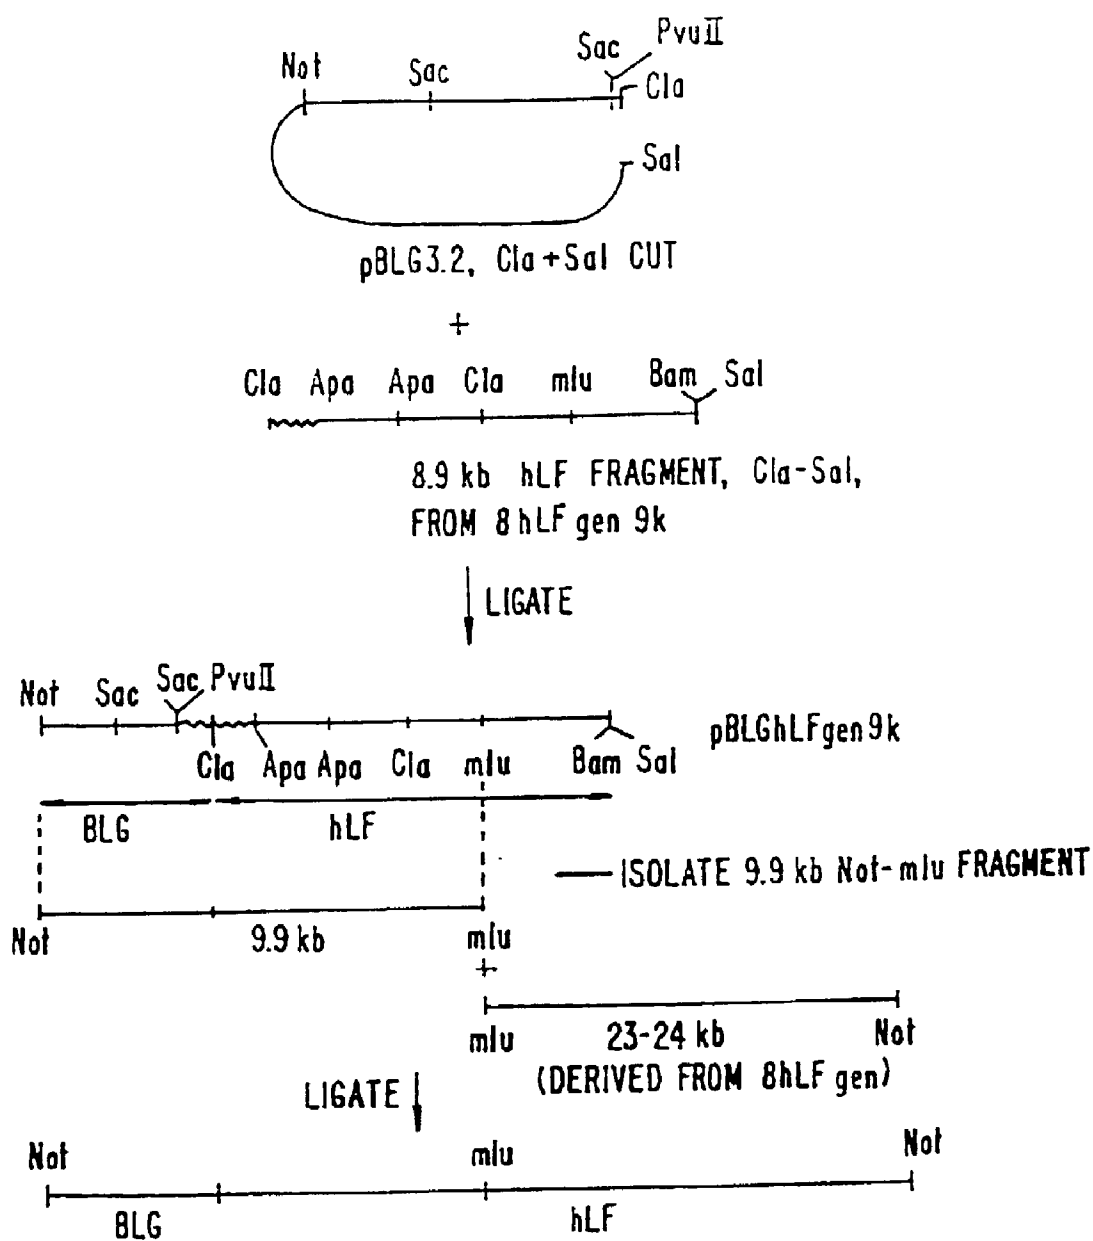 Not Sac Sac PvuII
Cla
Sal
pBLG3.2, Cla+Sal CUT
+
Cla Apa Apa Cla mlu Bam Sal
8.9 kb hLF FRAGMENT, Cla-Sal,
FROM 8hLF gen 9k
LIGATE
Not Sac Sac PvuII
pBLGhLFgen9k
Cla Apa Apa Cla mlu Bam Sal
BLG hLF
ISOLATE 9.9 kb Not-mlu FRAGMENT
Not 9.9 kb mlu
+
mlu 23-24 kb Not
(DERIVED FROM 8hLF gen)
LIGATE
Not mlu Not
BLG hLF